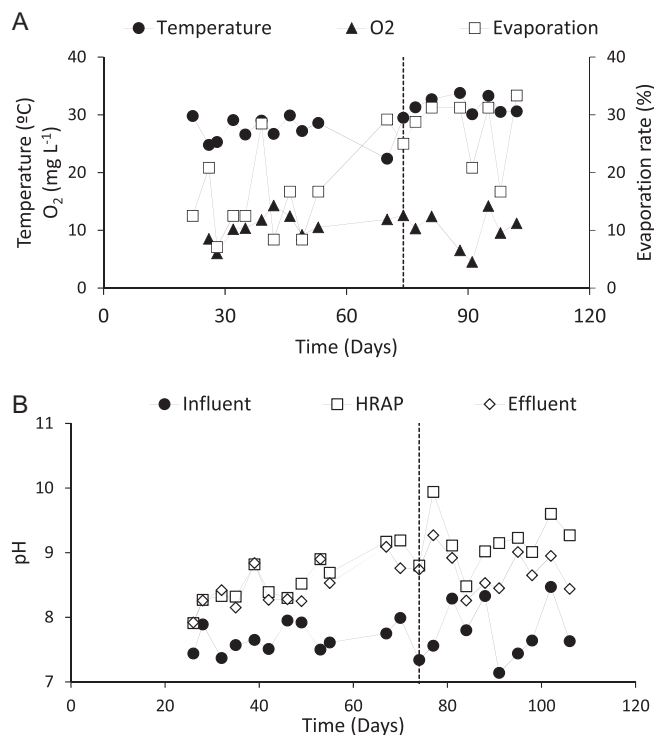 A
Temperature O2 Evaporation
40 40
30 30
20 20
10 10
0 0
Temperature (ºC)
O2 (mg L-1)
Evaporation rate (%)
0 30 60 90 120
Time (Days)
B
Influent HRAP Effluent
11
10
9
8
7
pH
0 20 40 60 80 100 120
Time (Days)